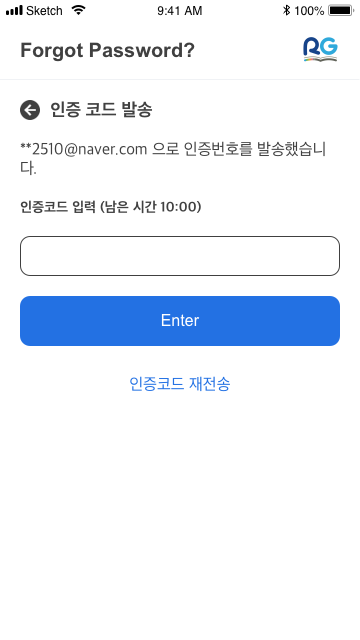 Sketch 9:41 AM 100%
Forgot Password?
RG
인증 코드 발송
**2510@naver.com 으로 인증번호를 발송했습니
다.
인증코드 입력 (남은 시간 10:00)
Enter
인증코드 재전송